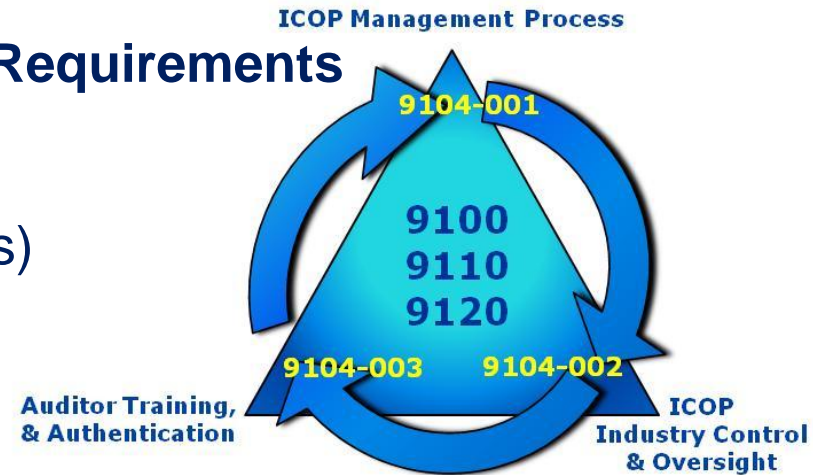 ICOP Management Process
Requirements
9104-001
s)
9100
9110
9120
9104-003
9104-002
Auditor Training,
& Authentication
ICOP
Industry Control
& Oversight